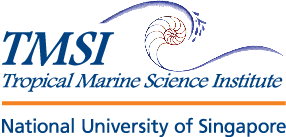 TMSI
Tropical Marine Science Institute
National University of Singapore